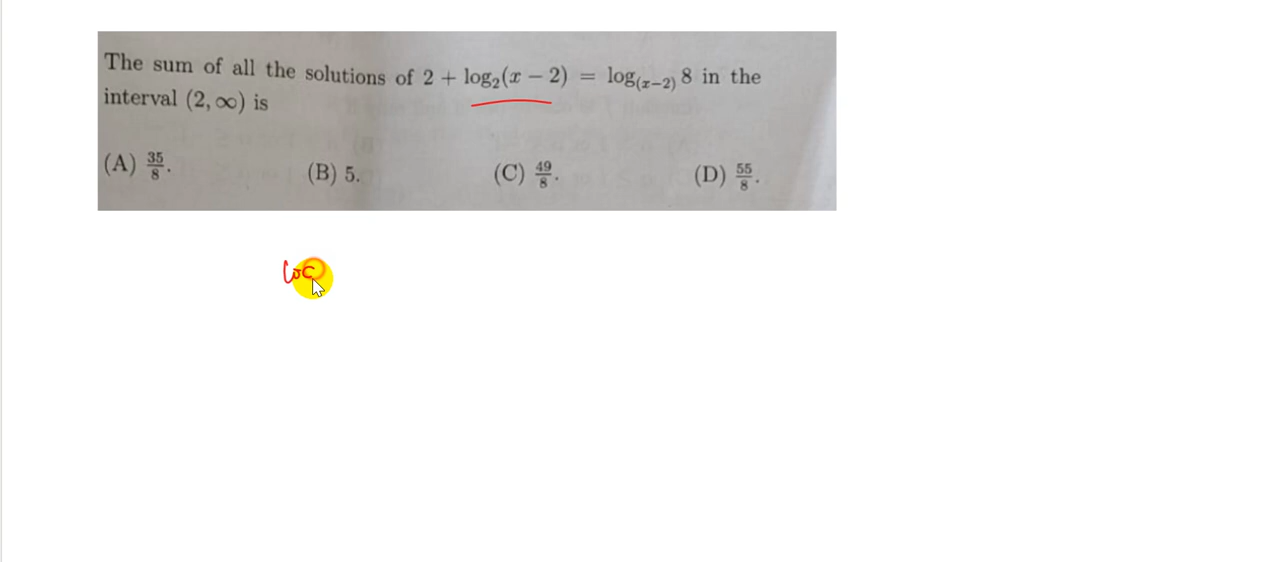 The sum of all the solutions of 2 + log₂(x − 2) = log₍ₓ₋₂₎ 8 in the
interval (2, ∞) is
(A) 35/8. (B) 5. (C) 49/8. (D) 55/8.